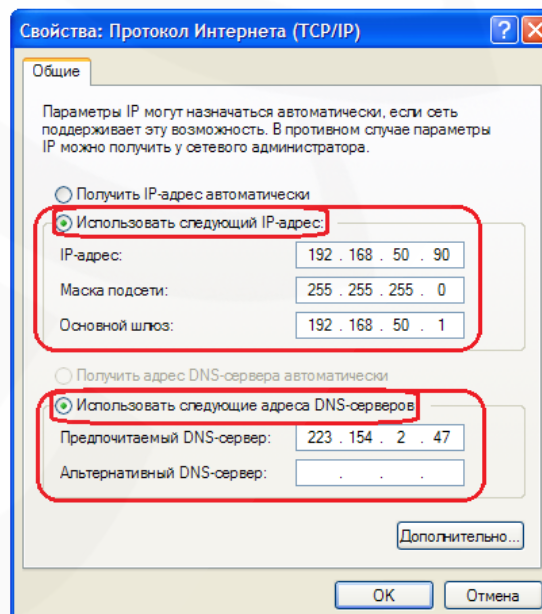 Свойства: Протокол Интернета (TCP/IP)
Общие
Параметры IP могут назначаться автоматически, если сеть
поддерживает эту возможность. В противном случае параметры
IP можно получить у сетевого администратора.
Получить IP-адрес автоматически
Использовать следующий IP-адрес:
IP-адрес: 192 . 168 . 50 . 90
Маска подсети: 255 . 255 . 255 . 0
Основной шлюз: 192 . 168 . 50 . 1
Получить адрес DNS-сервера автоматически
Использовать следующие адреса DNS-серверов
Предпочитаемый DNS-сервер: 223 . 154 . 2 . 47
Альтернативный DNS-сервер: . . .
Дополнительно...
OK Отмена